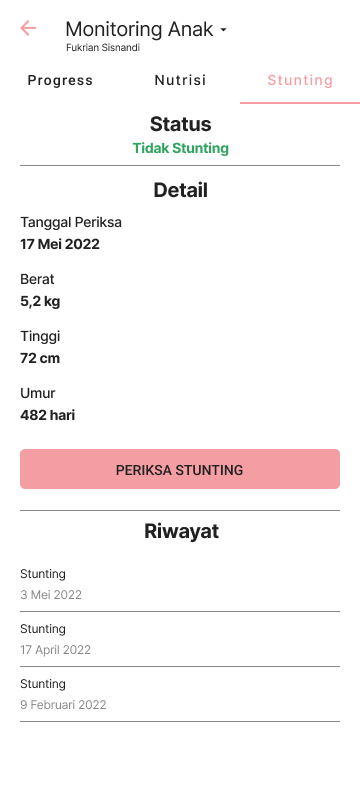 Monitoring Anak
Fukrian Sisnandi
Progress Nutrisi Stunting
Status
Tidak Stunting
Detail
Tanggal Periksa
17 Mei 2022
Berat
5,2 kg
Tinggi
72 cm
Umur
482 hari
PERIKSA STUNTING
Riwayat
Stunting
3 Mei 2022
Stunting
17 April 2022
Stunting
9 Februari 2022